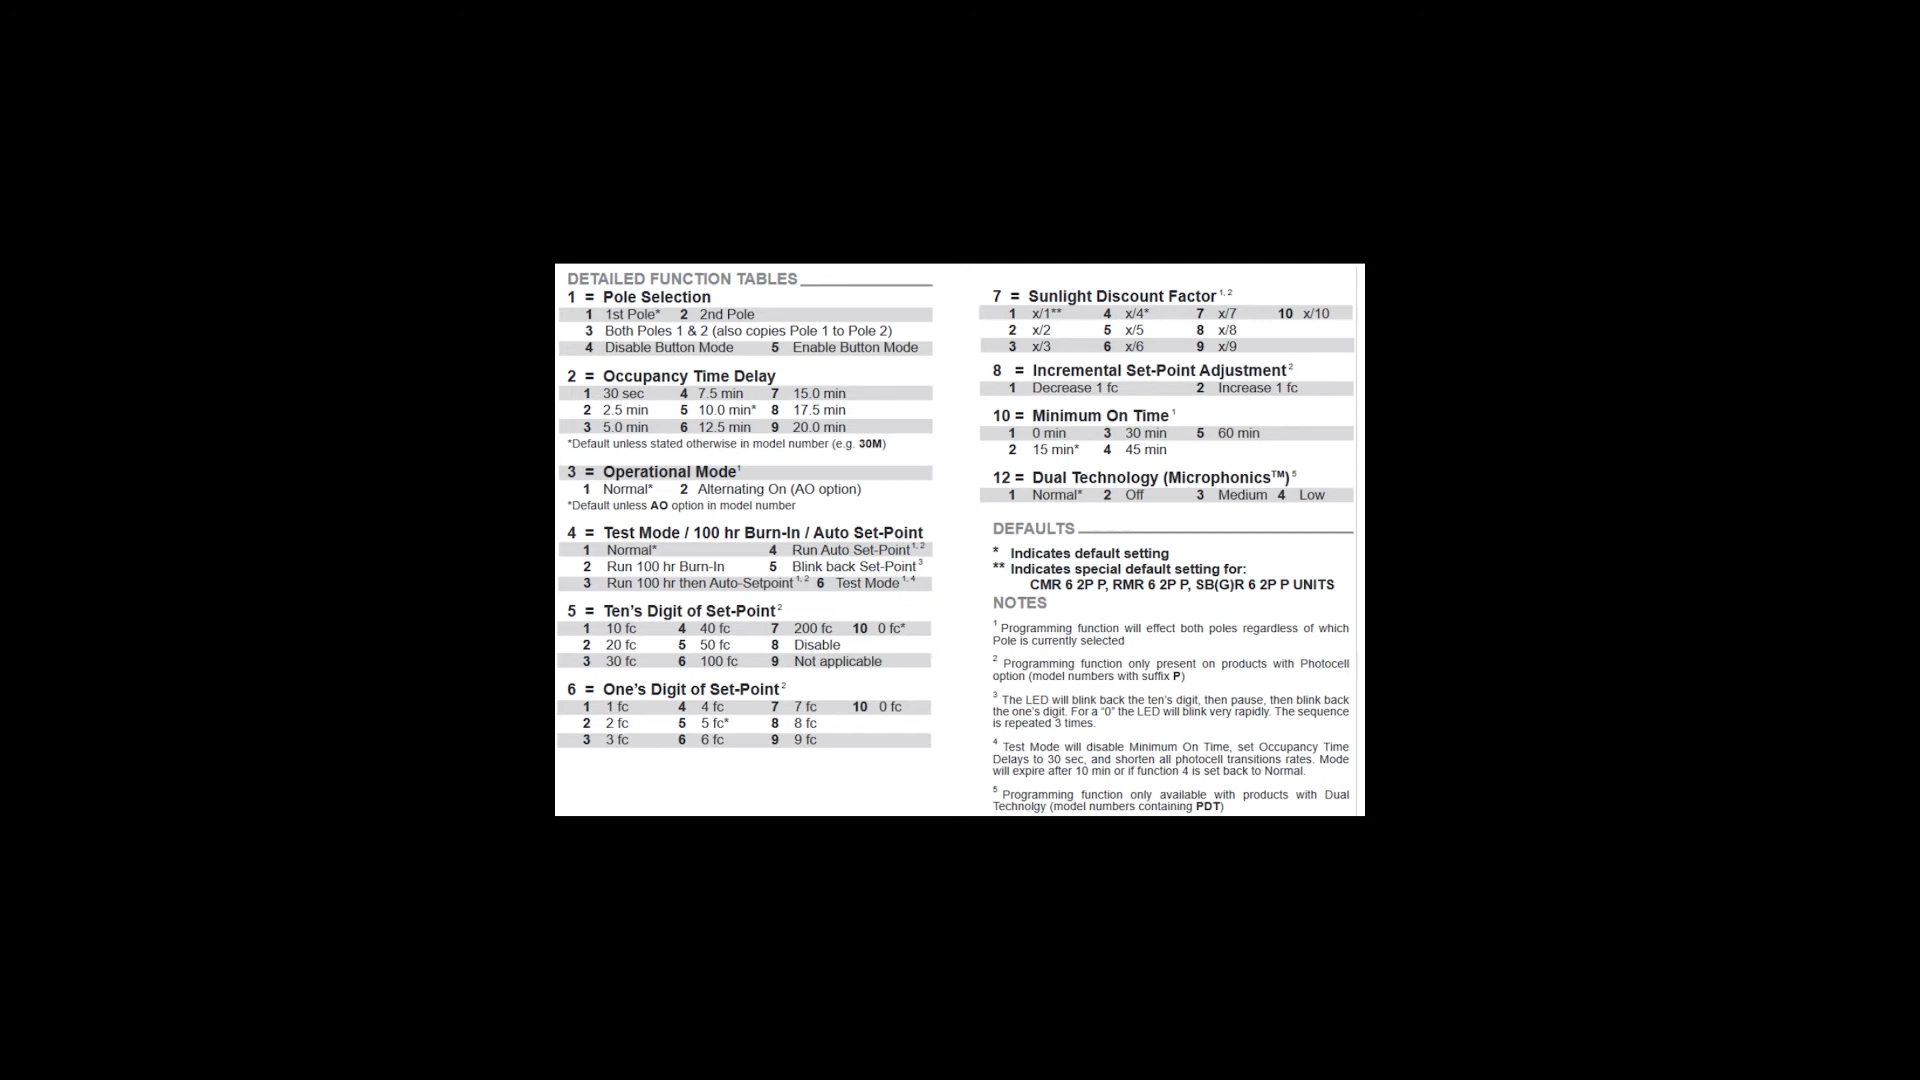 DETAILED FUNCTION TABLES
1 = Pole Selection
1 1st Pole* 2 2nd Pole
3 Both Poles 1 & 2 (also copies Pole 1 to Pole 2)
4 Disable Button Mode 5 Enable Button Mode
2 = Occupancy Time Delay
1 30 sec 4 7.5 min 7 15.0 min
2 2.5 min 5 10.0 min* 8 17.5 min
3 5.0 min 6 12.5 min 9 20.0 min
*Default unless stated otherwise in model number (e.g. 30M)
3 = Operational Mode1
1 Normal* 2 Alternating On (AO option)
*Default unless AO option in model number
4 = Test Mode / 100 hr Burn-In / Auto Set-Point
1 Normal* 4 Run Auto Set-Point1, 2
2 Run 100 hr Burn-In 5 Blink back Set-Point3
3 Run 100 hr then Auto-Setpoint1, 2 6 Test Mode1, 4
5 = Ten's Digit of Set-Point2
1 10 fc 4 40 fc 7 200 fc 10 0 fc*
2 20 fc 5 50 fc 8 Disable
3 30 fc 6 100 fc 9 Not applicable
6 = One's Digit of Set-Point2
1 1 fc 4 4 fc 7 7 fc 10 0 fc
2 2 fc 5 5 fc* 8 8 fc
3 3 fc 6 6 fc 9 9 fc
7 = Sunlight Discount Factor1, 2
1 x/1** 4 x/4* 7 x/7 10 x/10
2 x/2 5 x/5 8 x/8
3 x/3 6 x/6 9 x/9
8 = Incremental Set-Point Adjustment2
1 Decrease 1 fc 2 Increase 1 fc
10 = Minimum On Time1
1 0 min 3 30 min 5 60 min
2 15 min* 4 45 min
12 = Dual Technology (Microphonics™)5
1 Normal* 2 Off 3 Medium 4 Low
DEFAULTS
* Indicates default setting
** Indicates special default setting for:
CMR 6 2P P, RMR 6 2P P, SB(G)R 6 2P P UNITS
NOTES
1 Programming function will effect both poles regardless of which
Pole is currently selected
2 Programming function only present on products with Photocell
option (model numbers with suffix P)
3 The LED will blink back the ten's digit, then pause, then blink back
the one's digit. For a "0" the LED will blink very rapidly. The sequence
is repeated 3 times.
4 Test Mode will disable Minimum On Time, set Occupancy Time
Delays to 30 sec, and shorten all photocell transitions rates. Mode
will expire after 10 min or if function 4 is set back to Normal.
5 Programming function only available with products with Dual
Technolgy (model numbers containing PDT)